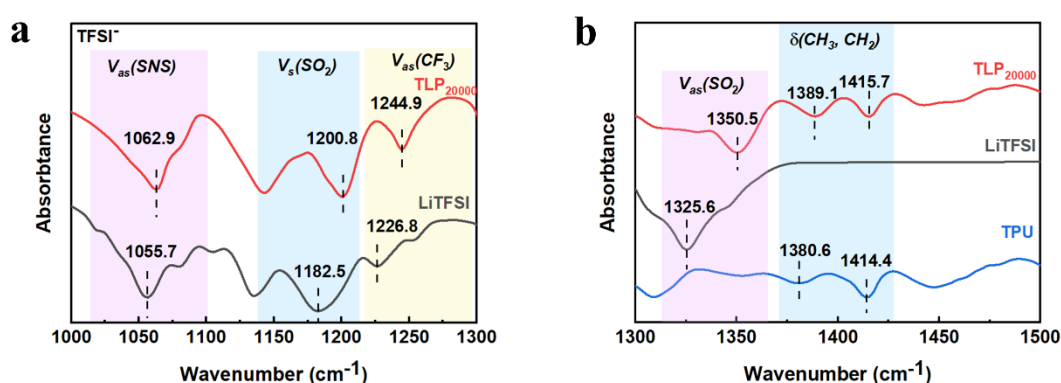 a
TFSI⁻
Vas(SNS)
Vs(SO2)
Vas(CF3)
TLP20000
1062.9
1200.8
1244.9
LiTFSI
1055.7
1182.5
1226.8
Absorbtance
1000 1050 1100 1150 1200 1250 1300
Wavenumber (cm⁻¹)
b
δ(CH3, CH2)
Vas(SO2)
TLP20000
1350.5
1389.1
1415.7
LiTFSI
1325.6
TPU
1380.6
1414.4
Absorbtance
1300 1350 1400 1450 1500
Wavenumber (cm⁻¹)